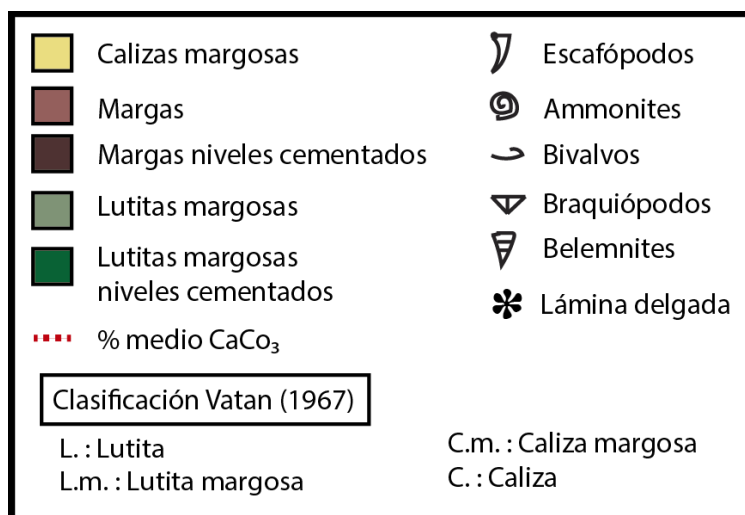 Calizas margosas
Margas
Margas niveles cementados
Lutitas margosas
Lutitas margosas
niveles cementados
% medio CaCo₃
Escafópodos
Ammonites
Bivalvos
Braquiópodos
Belemnites
Lámina delgada
Clasificación Vatan (1967)
L. : Lutita
L.m. : Lutita margosa
C.m. : Caliza margosa
C. : Caliza